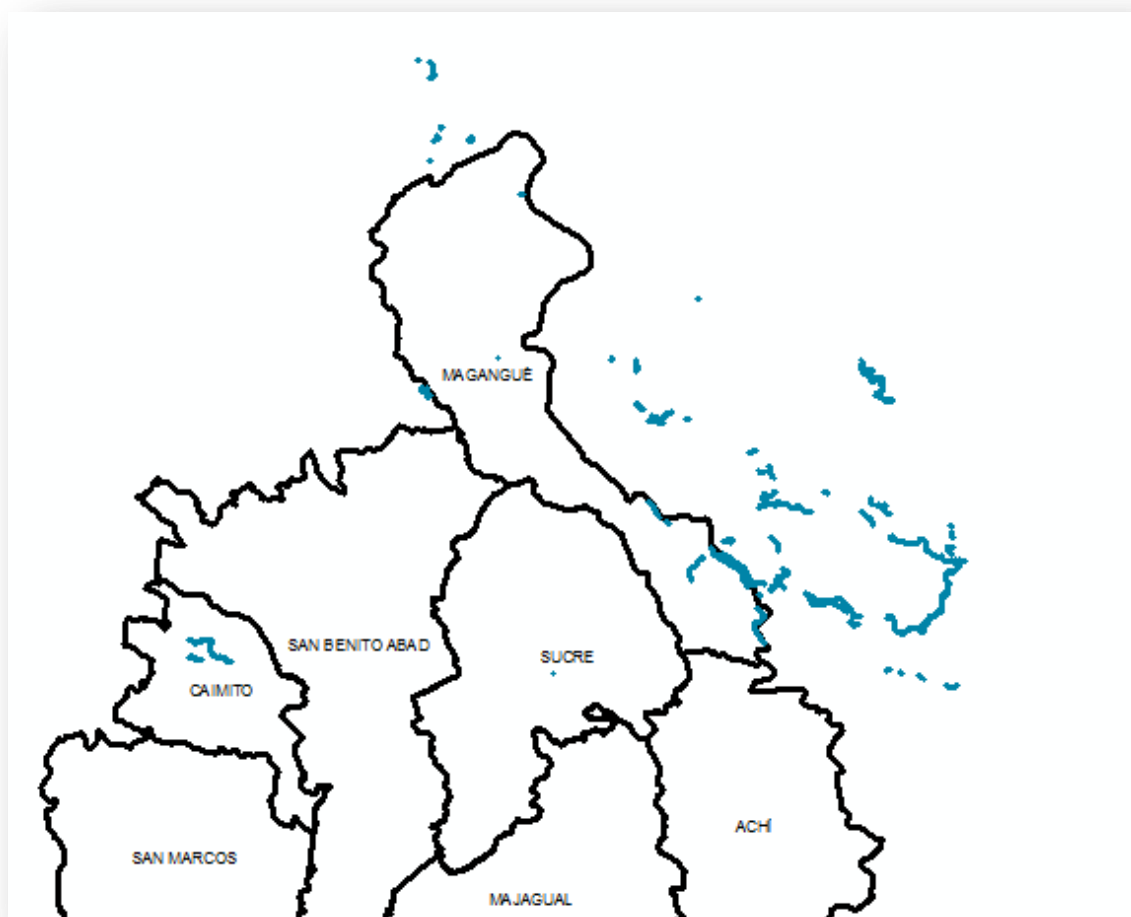 MAGANGUÉ
SAN BENITO ABAD
SUCRE
CAIMITO
ACHÍ
SAN MARCOS
MAJAGUAL